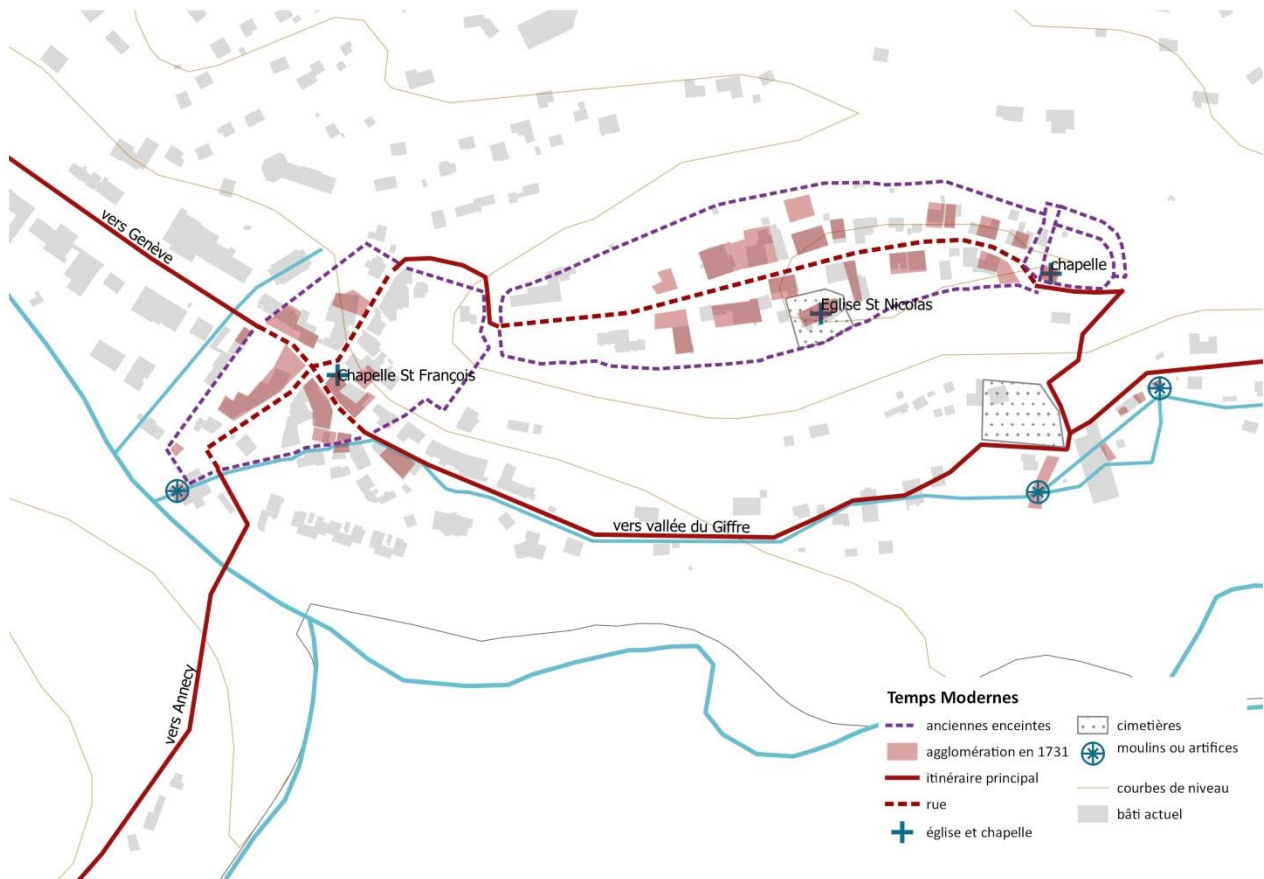 vers Genève
chapelle
Eglise St Nicolas
Chapelle St François
vers vallée du Giffre
vers Annecy
Temps Modernes
anciennes enceintes
agglomération en 1731
itinéraire principal
rue
église et chapelle
cimetières
moulins ou artifices
courbes de niveau
bâti actuel